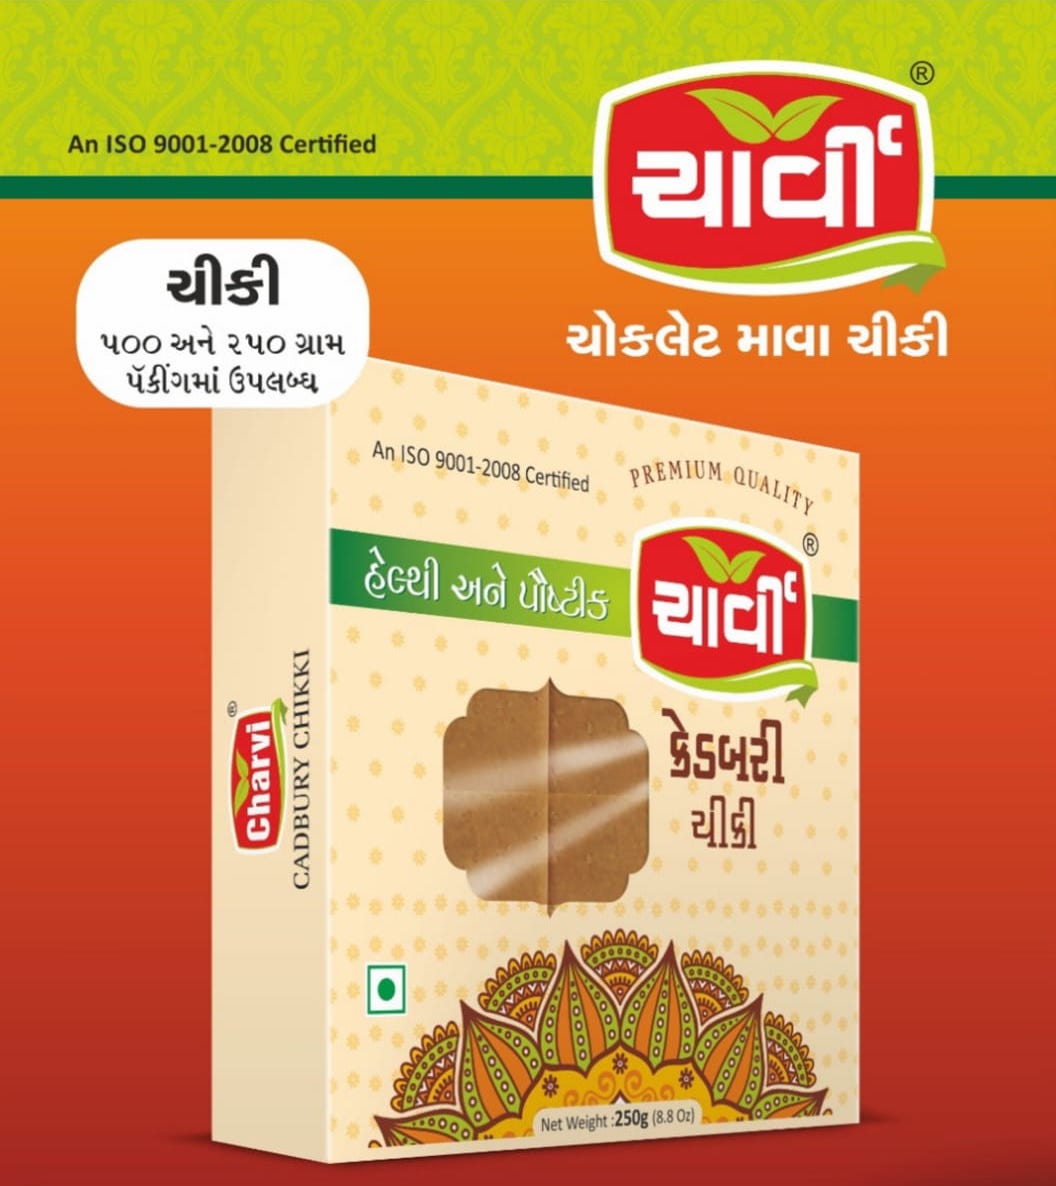 An ISO 9001-2008 Certified
®
ચાર્વી
ચોકલેટ માવા ચીકી
ચીકી
૫૦૦ અને ૨૫૦ ગ્રામ
પૅકીંગમાં ઉપલબ્ધ
An ISO 9001-2008 Certified
PREMIUM QUALITY
®
હેલ્થી અને પૌષ્ટીક
ચાર્વી
કેડબરી
ચીકી
®
Charvi
CADBURY CHIKKI
Net Weight :250g (8.8 Oz)